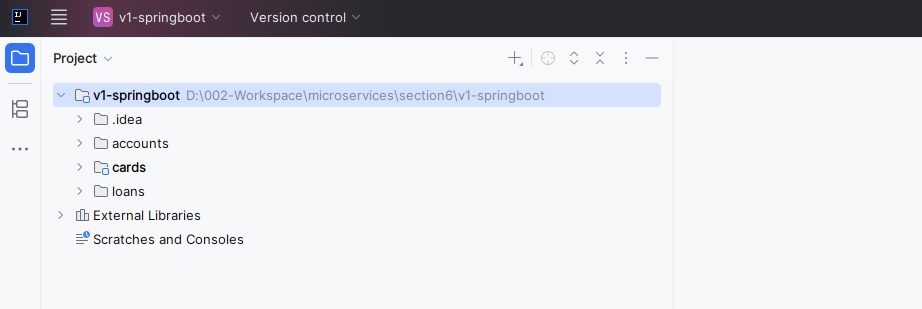 IJ
VS v1-springboot Version control
Project
v1-springboot D:\002-Workspace\microservices\section6\v1-springboot
.idea
accounts
cards
loans
External Libraries
Scratches and Consoles